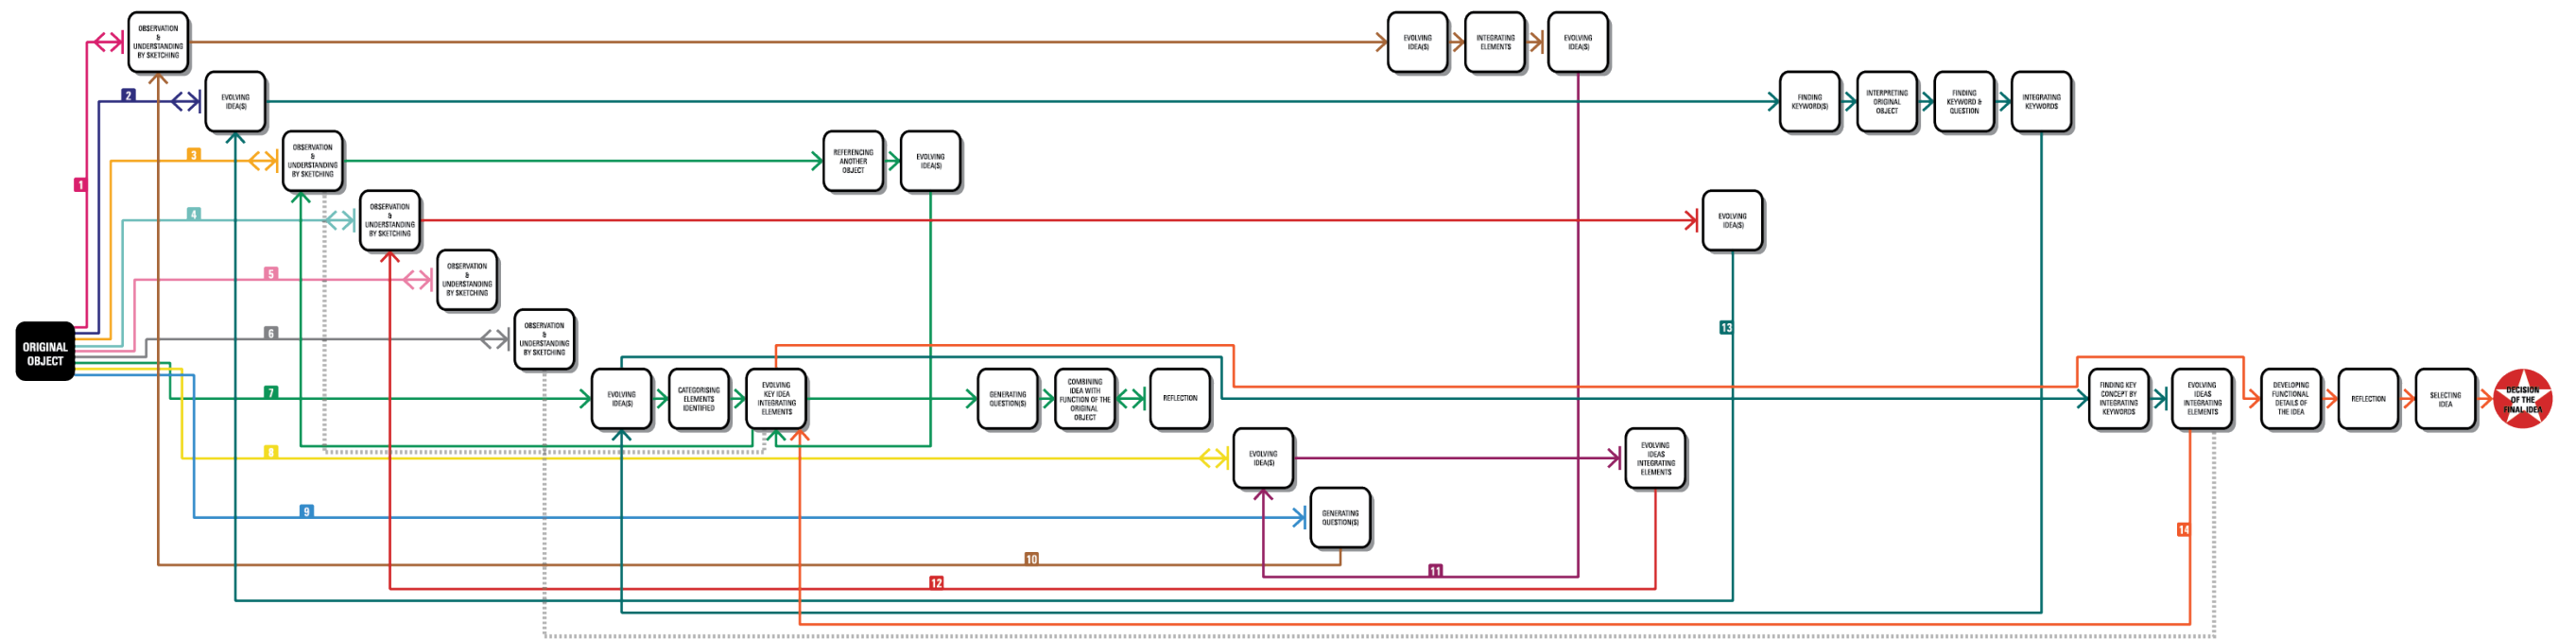 OBSERVATION
&
UNDERSTANDING
BY SKETCHING
EVOLVING
IDEA(S)
INTEGRATING
ELEMENTS
EVOLVING
IDEA(S)
2
EVOLVING
IDEA(S)
FINDING
KEYWORD(S)
INTERPRETING
ORIGINAL
OBJECT
FINDING
KEYWORD &
QUESTION
INTEGRATING
KEYWORDS
1
3
OBSERVATION
&
UNDERSTANDING
BY SKETCHING
REFERENCING
ANOTHER
OBJECT
EVOLVING
IDEA(S)
4
OBSERVATION
&
UNDERSTANDING
BY SKETCHING
EVOLVING
IDEA(S)
5
OBSERVATION
&
UNDERSTANDING
BY SKETCHING
6
OBSERVATION
&
UNDERSTANDING
BY SKETCHING
13
ORIGINAL
OBJECT
7
EVOLVING
IDEA(S)
CATEGORISING
ELEMENTS
IDENTIFIED
EVOLVING
KEY IDEA
INTEGRATING
ELEMENTS
GENERATING
QUESTION(S)
COMBINING
IDEA WITH
FUNCTION OF THE
ORIGINAL
OBJECT
REFLECTION
FINDING KEY
CONCEPT BY
INTEGRATING
KEYWORDS
EVOLVING
IDEAS
INTEGRATING
ELEMENTS
DEVELOPING
FUNCTIONAL
DETAILS OF
THE IDEA
REFLECTION
SELECTING
IDEA
DECISION
OF THE
FINAL IDEA
8
EVOLVING
IDEA(S)
EVOLVING
IDEAS
INTEGRATING
ELEMENTS
9
GENERATING
QUESTION(S)
14
10
11
12